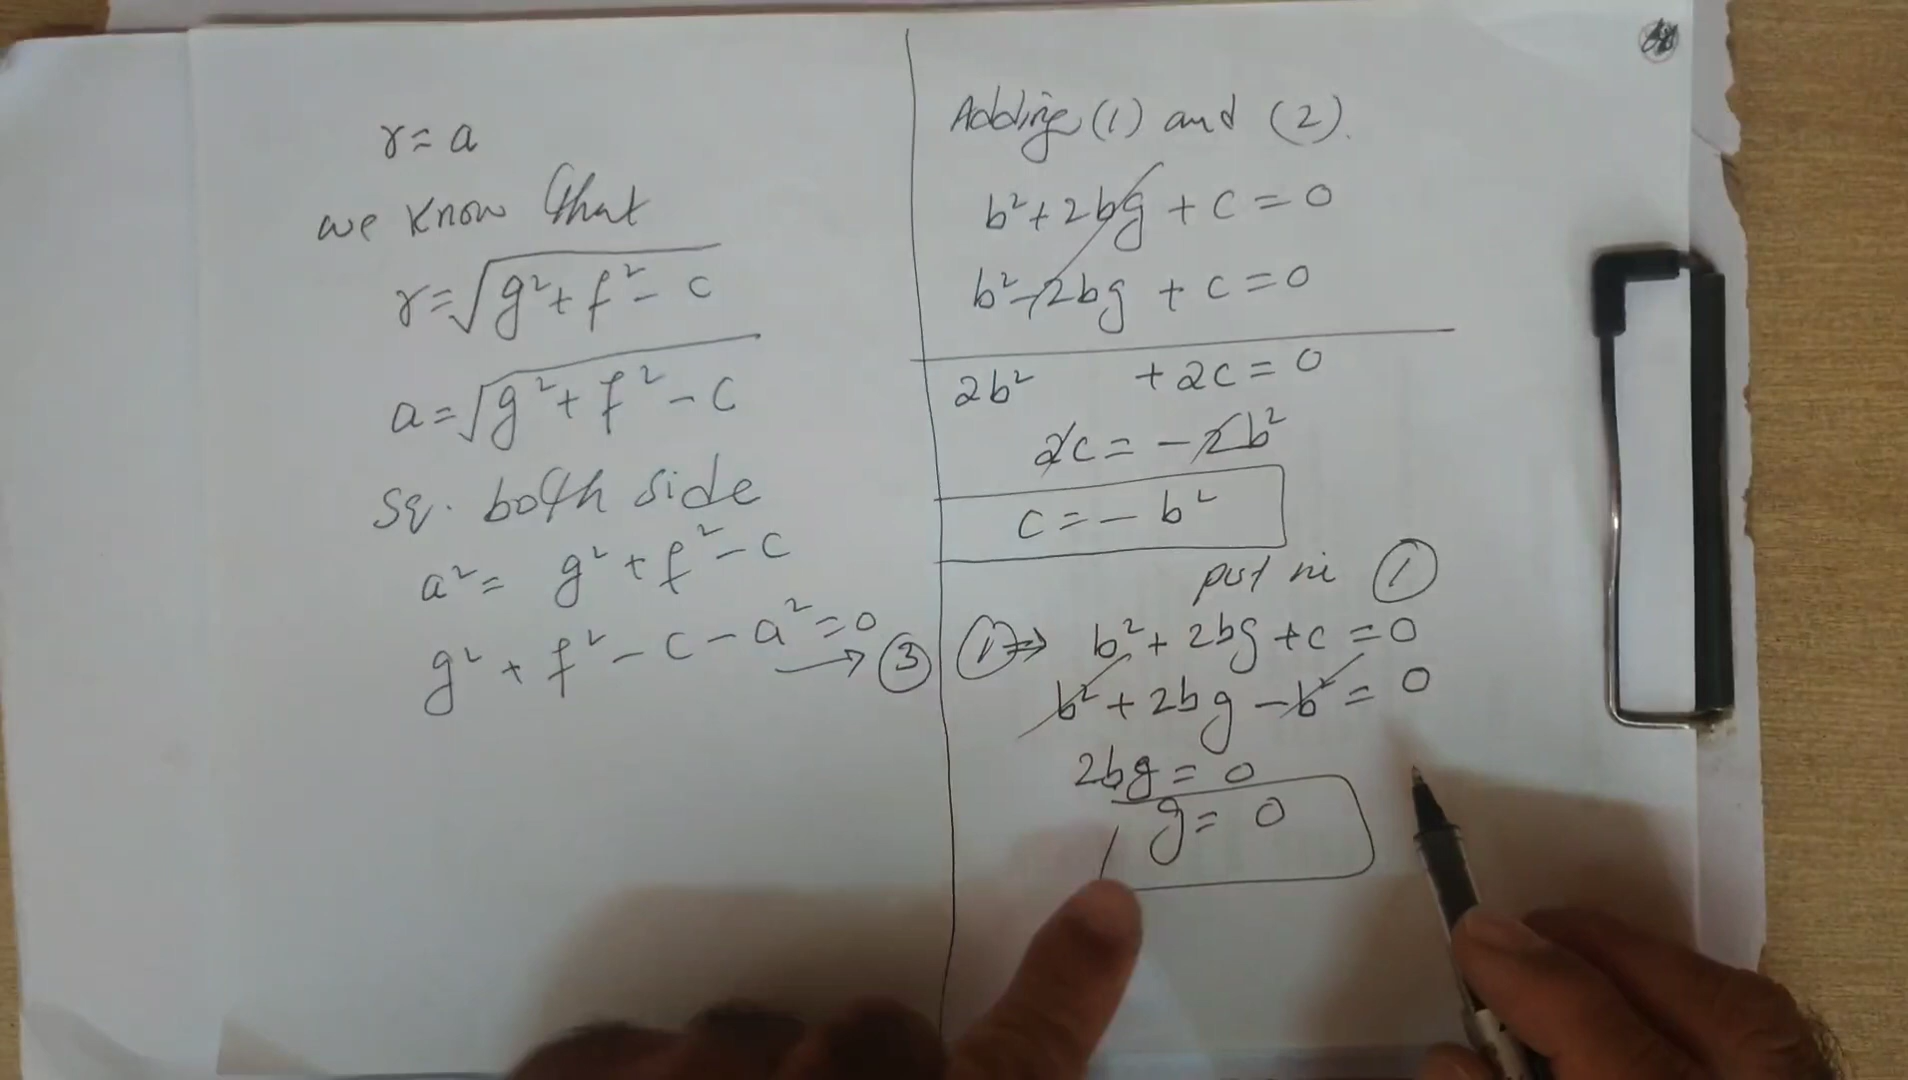 r = a
we know that
r = √g² + f² - c
a = √g² + f² - c
Sq. both side
a² = g² + f² - c
g² + f² - c - a² = 0 → ③
Adding (1) and (2).
b² + 2bg + c = 0
b² - 2bg + c = 0
2b² + 2c = 0
2c = - 2b²
c = - b²
put in ①
① ⇒ b² + 2bg + c = 0
b² + 2bg - b² = 0
2bg = 0
g = 0